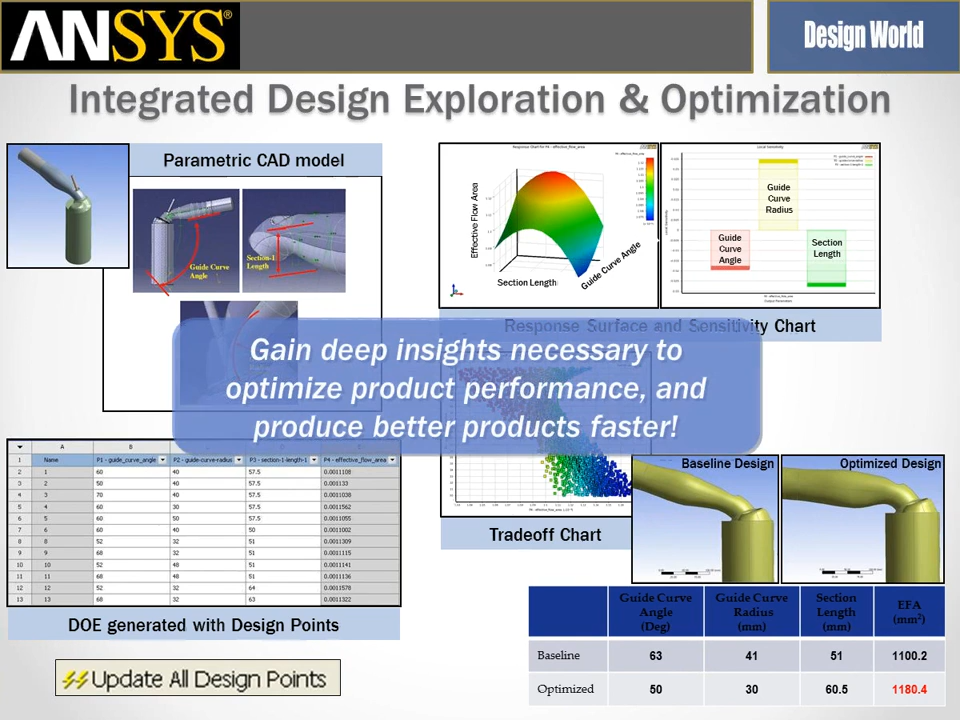 ANSYS®
Design World
Integrated Design Exploration & Optimization
Parametric CAD model
Guide Curve
Angle
Section-1
Length
Effective Flow Area
Section Length
Guide Curve Angle
Guide
Curve
Angle
Guide
Curve
Radius
Section
Length
Response Surface and Sensitivity Chart
Gain deep insights necessary to
optimize product performance, and
produce better products faster!
A B
1 Name P1 - guide_curve_angle P2 - guide-curve-radius P3 - section-1-length-1 P4 - effective_flow_area
2 1 60 40 57.5 0.0011108
3 2 50 40 57.5 0.001133
4 3 70 40 57.5 0.0011038
5 4 60 30 57.5 0.0011562
6 5 60 50 57.5 0.0011055
7 6 60 40 50 0.0011002
8 8 52 32 51 0.0011309
9 9 68 32 51 0.0011115
10 10 52 48 51 0.0011141
11 11 68 48 51 0.0011136
12 12 52 32 64 0.0011578
13 13 68 32 63 0.0011322
DOE generated with Design Points
Update All Design Points
Tradeoff Chart
Baseline Design
Optimized Design
Guide Curve
Angle
(Deg)
Guide Curve
Radius
(mm)
Section
Length
(mm)
EFA
(mm²)
Baseline 63 41 51 1100.2
Optimized 50 30 60.5 1180.4